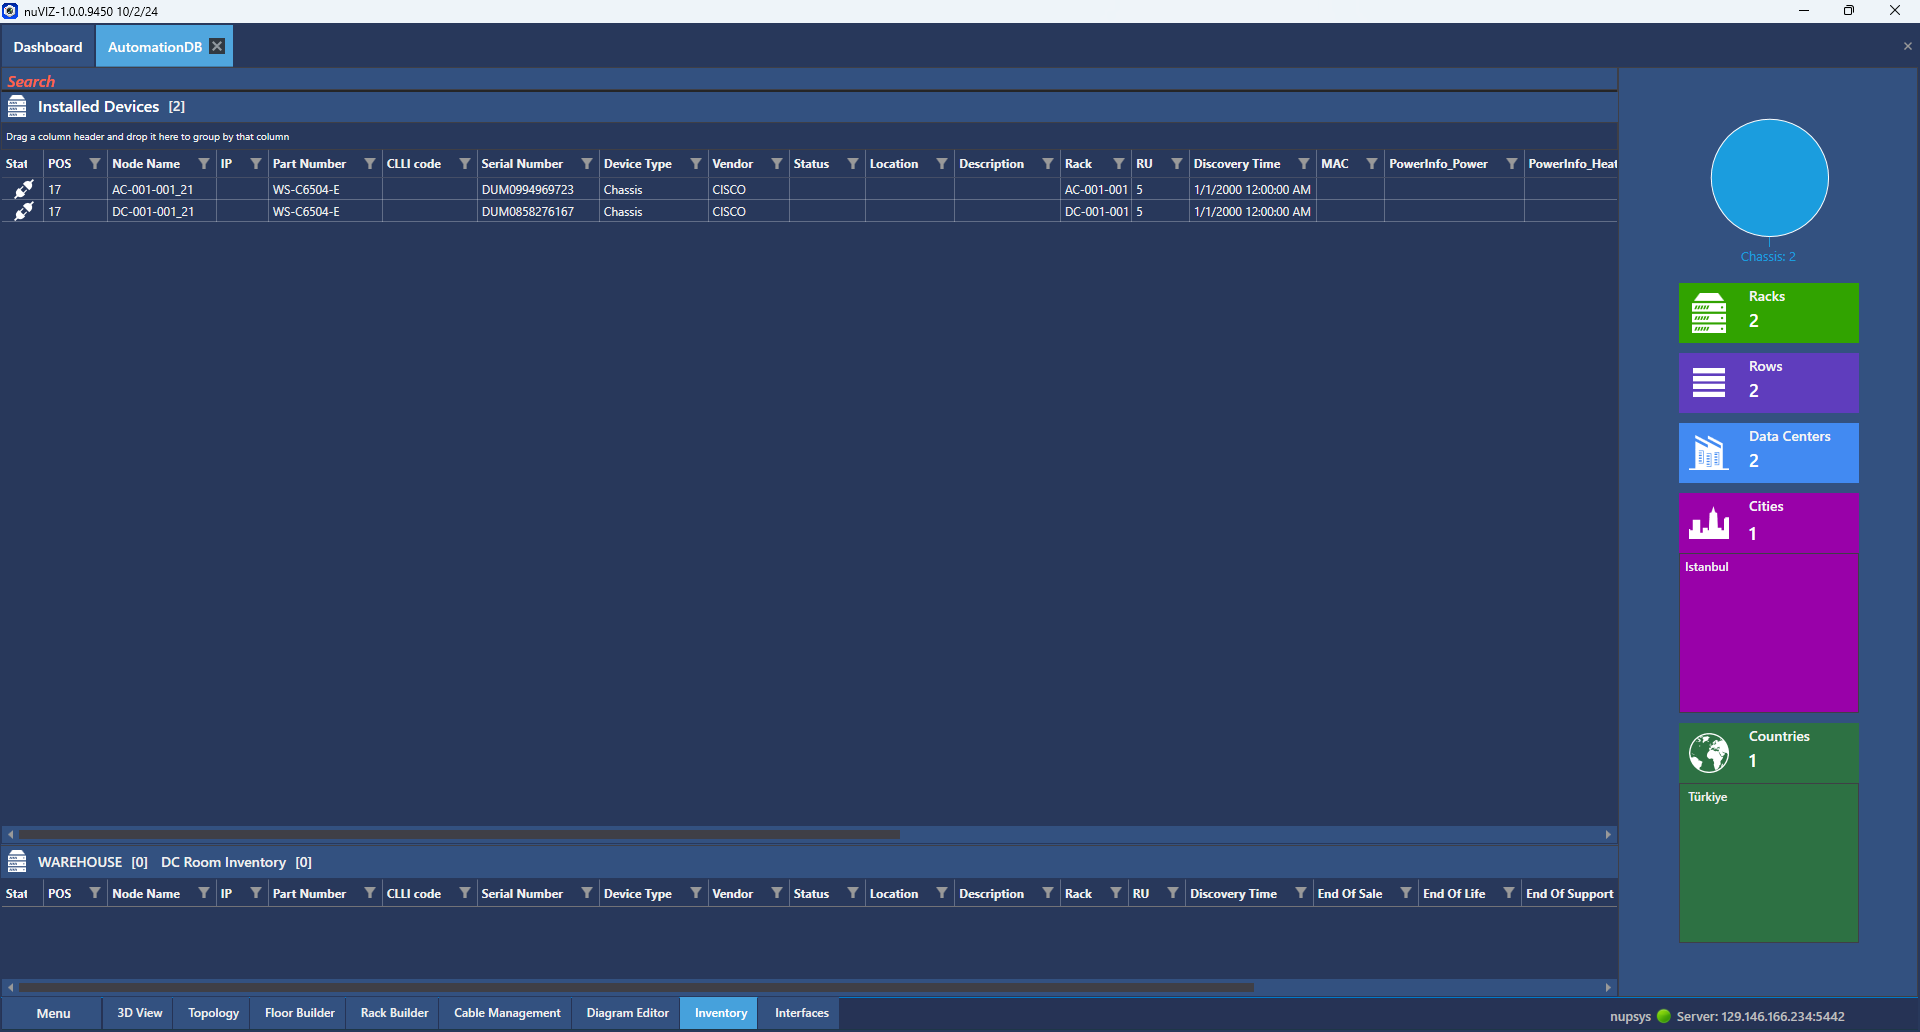 nuVIZ-1.0.0.9450 10/2/24
Dashboard AutomationDB
Search
Installed Devices [2]
Drag a column header and drop it here to group by that column
Stat POS Node Name IP Part Number CLLI code Serial Number Device Type Vendor Status Location Description Rack RU Discovery Time MAC PowerInfo_Power PowerInfo_Heat
17 AC-001-001_21 WS-C6504-E DUM0994969723 Chassis CISCO AC-001-001 5 1/1/2000 12:00:00 AM
17 DC-001-001_21 WS-C6504-E DUM0858276167 Chassis CISCO DC-001-001 5 1/1/2000 12:00:00 AM
WAREHOUSE [0] DC Room Inventory [0]
Stat POS Node Name IP Part Number CLLI code Serial Number Device Type Vendor Status Location Description Rack RU Discovery Time End Of Sale End Of Life End Of Support
Chassis: 2
Racks
2
Rows
2
Data Centers
2
Cities
1
Istanbul
Countries
1
Türkiye
Menu 3D View Topology Floor Builder Rack Builder Cable Management Diagram Editor Inventory Interfaces
nupsys Server: 129.146.166.234:5442